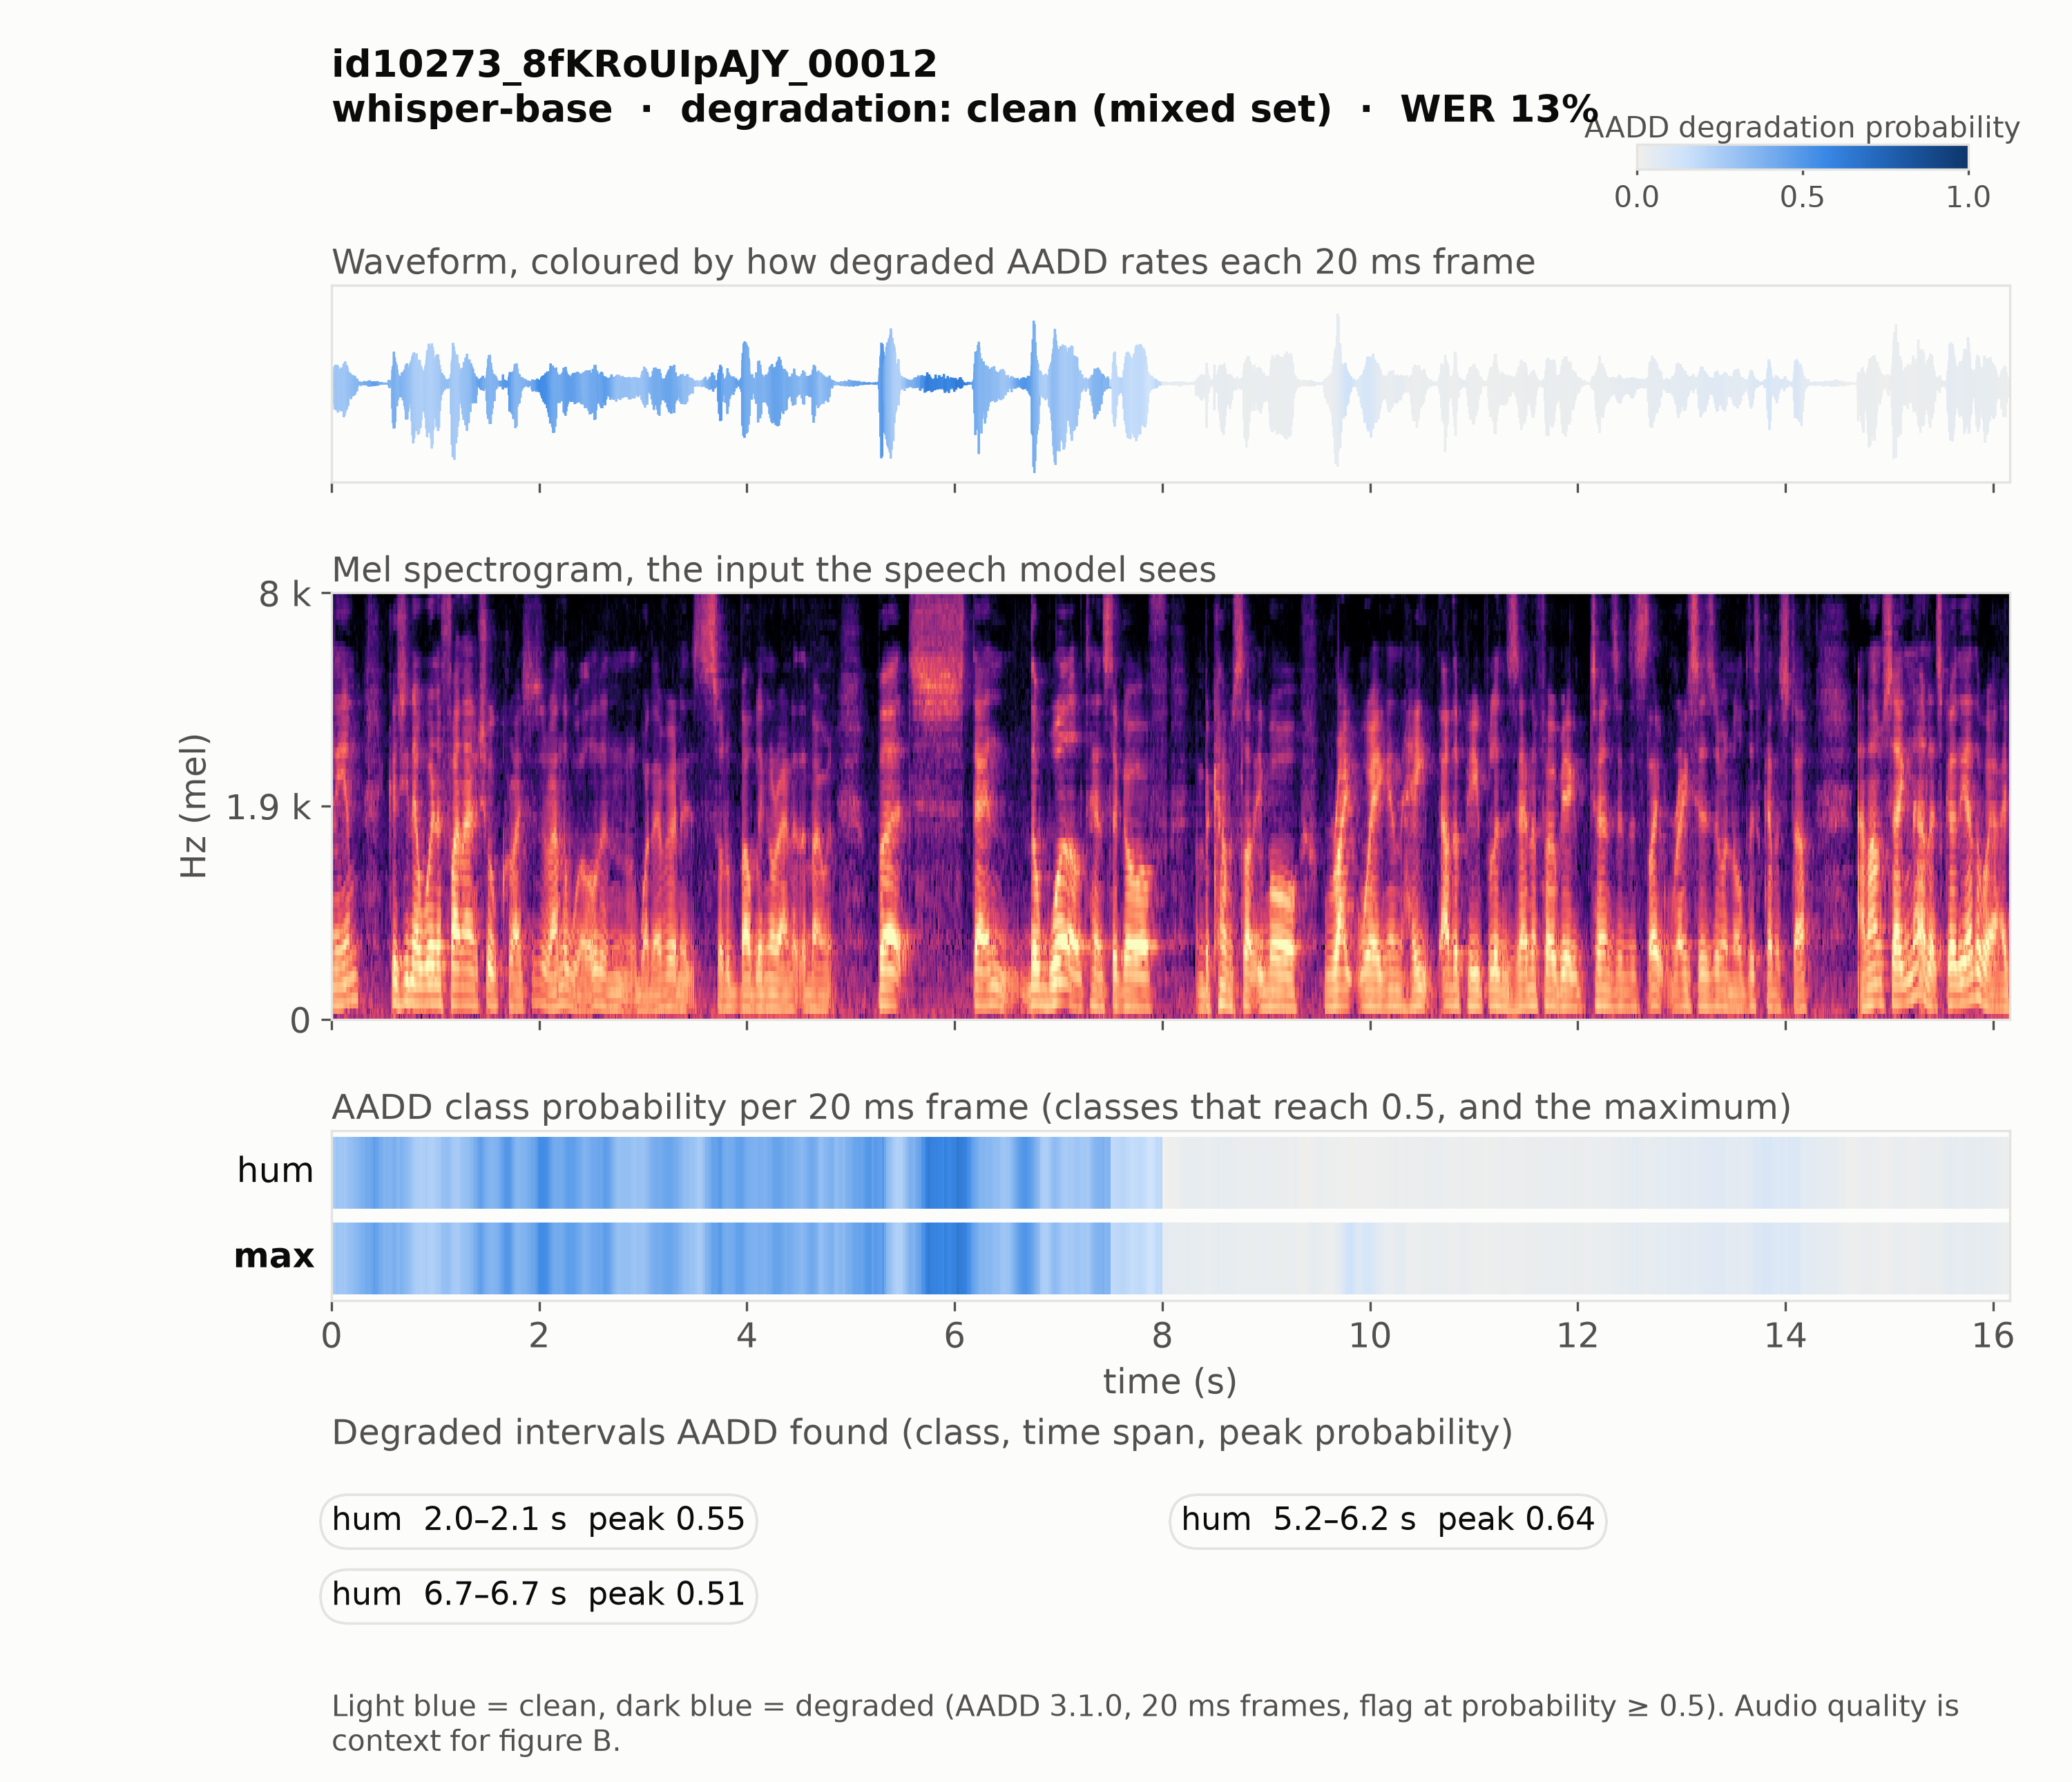 id10273_8fKRoUIpAJY_00012
whisper-base · degradation: clean (mixed set) · WER 13%
AADD degradation probability
0.0 0.5 1.0
Waveform, coloured by how degraded AADD rates each 20 ms frame
Mel spectrogram, the input the speech model sees
8 k
1.9 k
0
Hz (mel)
AADD class probability per 20 ms frame (classes that reach 0.5, and the maximum)
hum
max
0 2 4 6 8 10 12 14 16
time (s)
Degraded intervals AADD found (class, time span, peak probability)
hum 2.0–2.1 s peak 0.55
hum 5.2–6.2 s peak 0.64
hum 6.7–6.7 s peak 0.51
Light blue = clean, dark blue = degraded (AADD 3.1.0, 20 ms frames, flag at probability ≥ 0.5). Audio quality is
context for figure B.